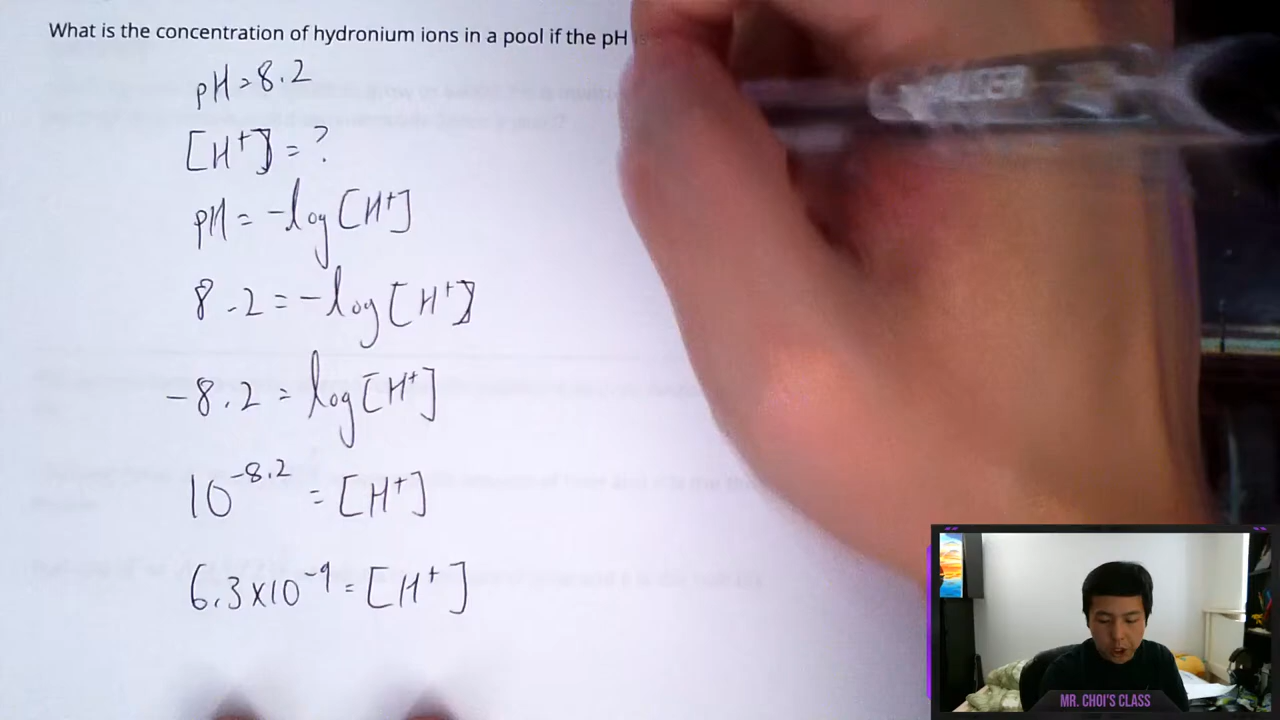 What is the concentration of hydronium ions in a pool if the pH
pH = 8.2
[H⁺] = ?
pH = -log [H⁺]
8.2 = -log [H⁺]
-8.2 = log [H⁺]
10⁻⁸·² = [H⁺]
6.3x10⁻⁹ = [H⁺]
MR. CHOI'S CLASS